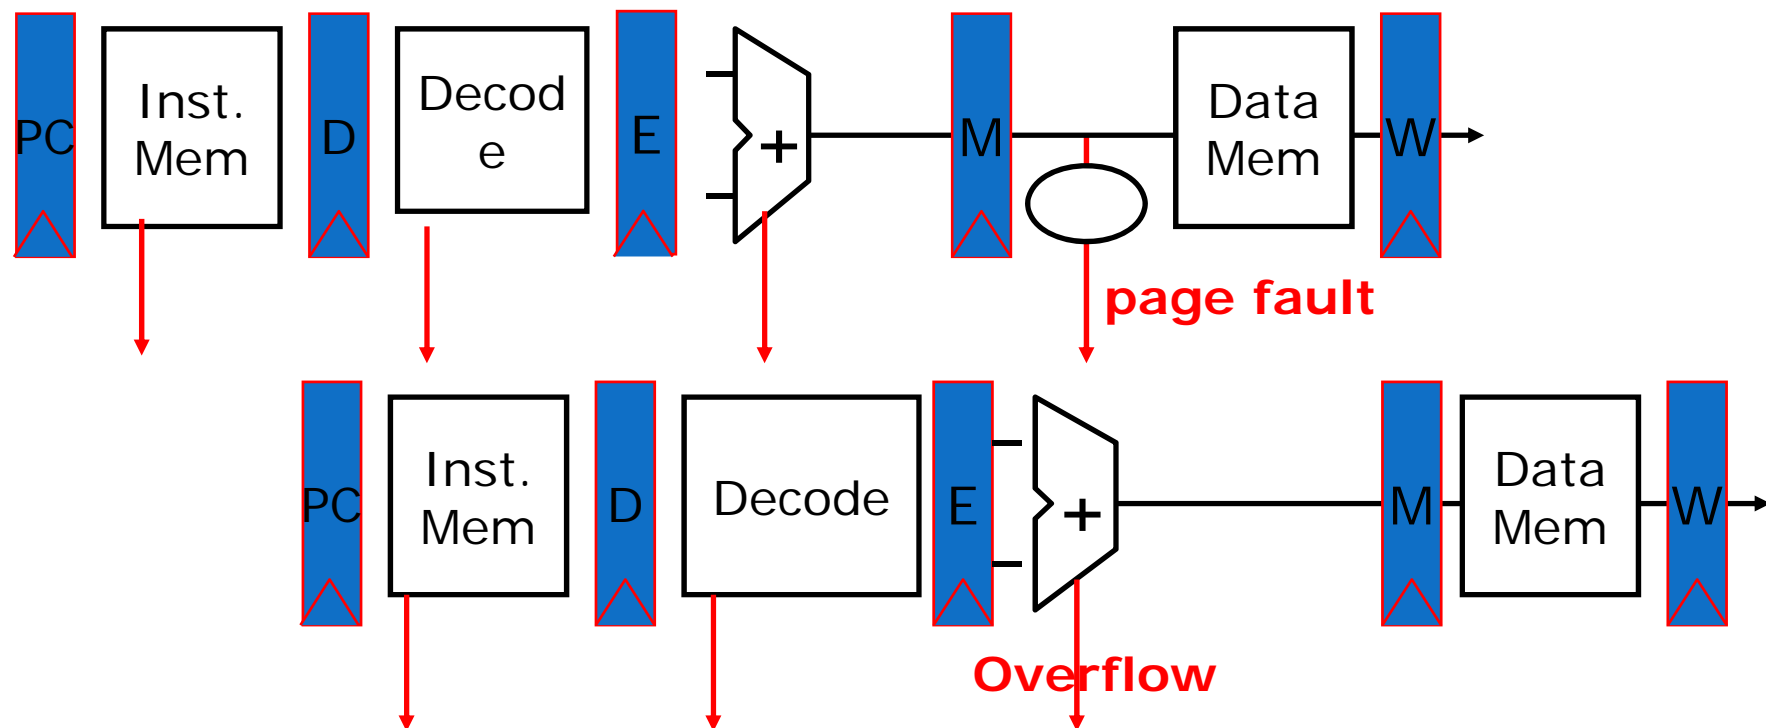 PC
Inst.
Mem
D
Decod
e
E
+
M
Data
Mem
W
page fault
PC
Inst.
Mem
D
Decode
E
+
M
Data
Mem
W
Overflow